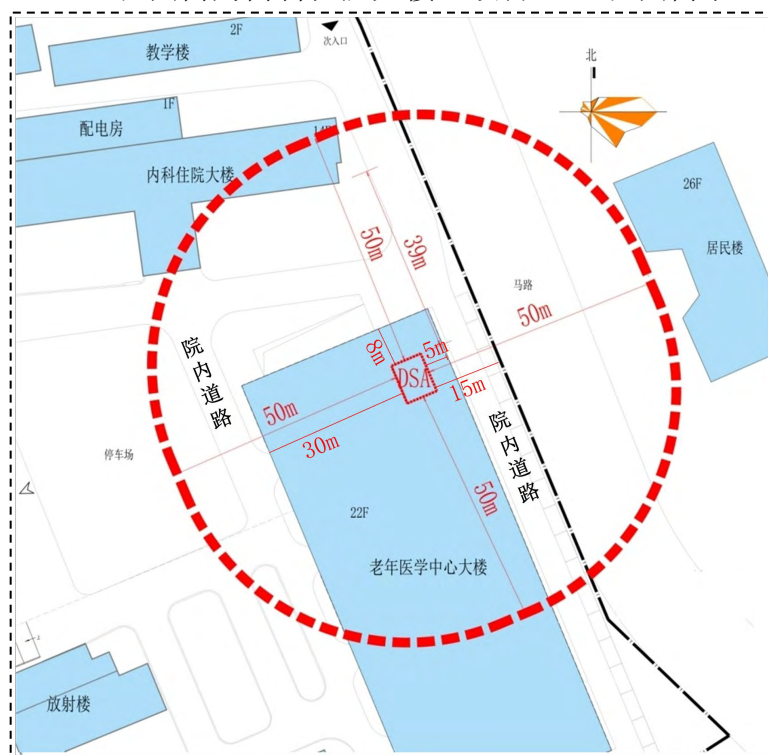 2F
教学楼
次入口
北
1F
配电房
内科住院大楼
26F
居民楼
50m
39m
马路
50m
8m
5m
DSA
15m
院内道路
50m
30m
院内道路
停车场
50m
22F
老年医学中心大楼
放射楼